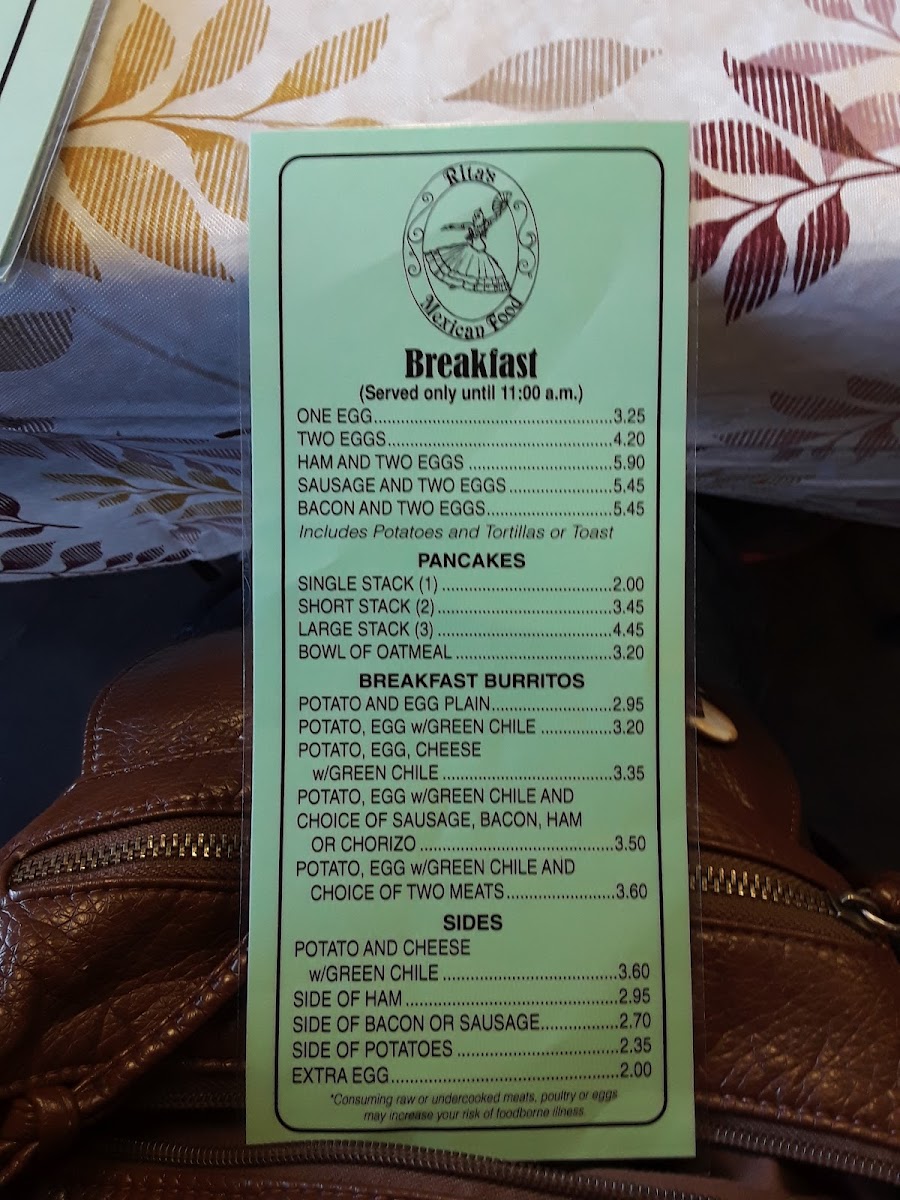 Rita's
Mexican Food
Breakfast
(Served only until 11:00 a.m.)
ONE EGG..........3.25
TWO EGGS..........4.20
HAM AND TWO EGGS..........5.90
SAUSAGE AND TWO EGGS..........5.45
BACON AND TWO EGGS..........5.45
Includes Potatoes and Tortillas or Toast
PANCAKES
SINGLE STACK (1)..........2.00
SHORT STACK (2)..........3.45
LARGE STACK (3)..........4.45
BOWL OF OATMEAL..........3.20
BREAKFAST BURRITOS
POTATO AND EGG PLAIN..........2.95
POTATO, EGG w/GREEN CHILE..........3.20
POTATO, EGG, CHEESE
w/GREEN CHILE..........3.35
POTATO, EGG w/GREEN CHILE AND
CHOICE OF SAUSAGE, BACON, HAM
OR CHORIZO..........3.50
POTATO, EGG w/GREEN CHILE AND
CHOICE OF TWO MEATS..........3.60
SIDES
POTATO AND CHEESE
w/GREEN CHILE..........3.60
SIDE OF HAM..........2.95
SIDE OF BACON OR SAUSAGE..........2.70
SIDE OF POTATOES..........2.35
EXTRA EGG..........2.00
*Consuming raw or undercooked meats, poultry or eggs
may increase your risk of foodborne illness.